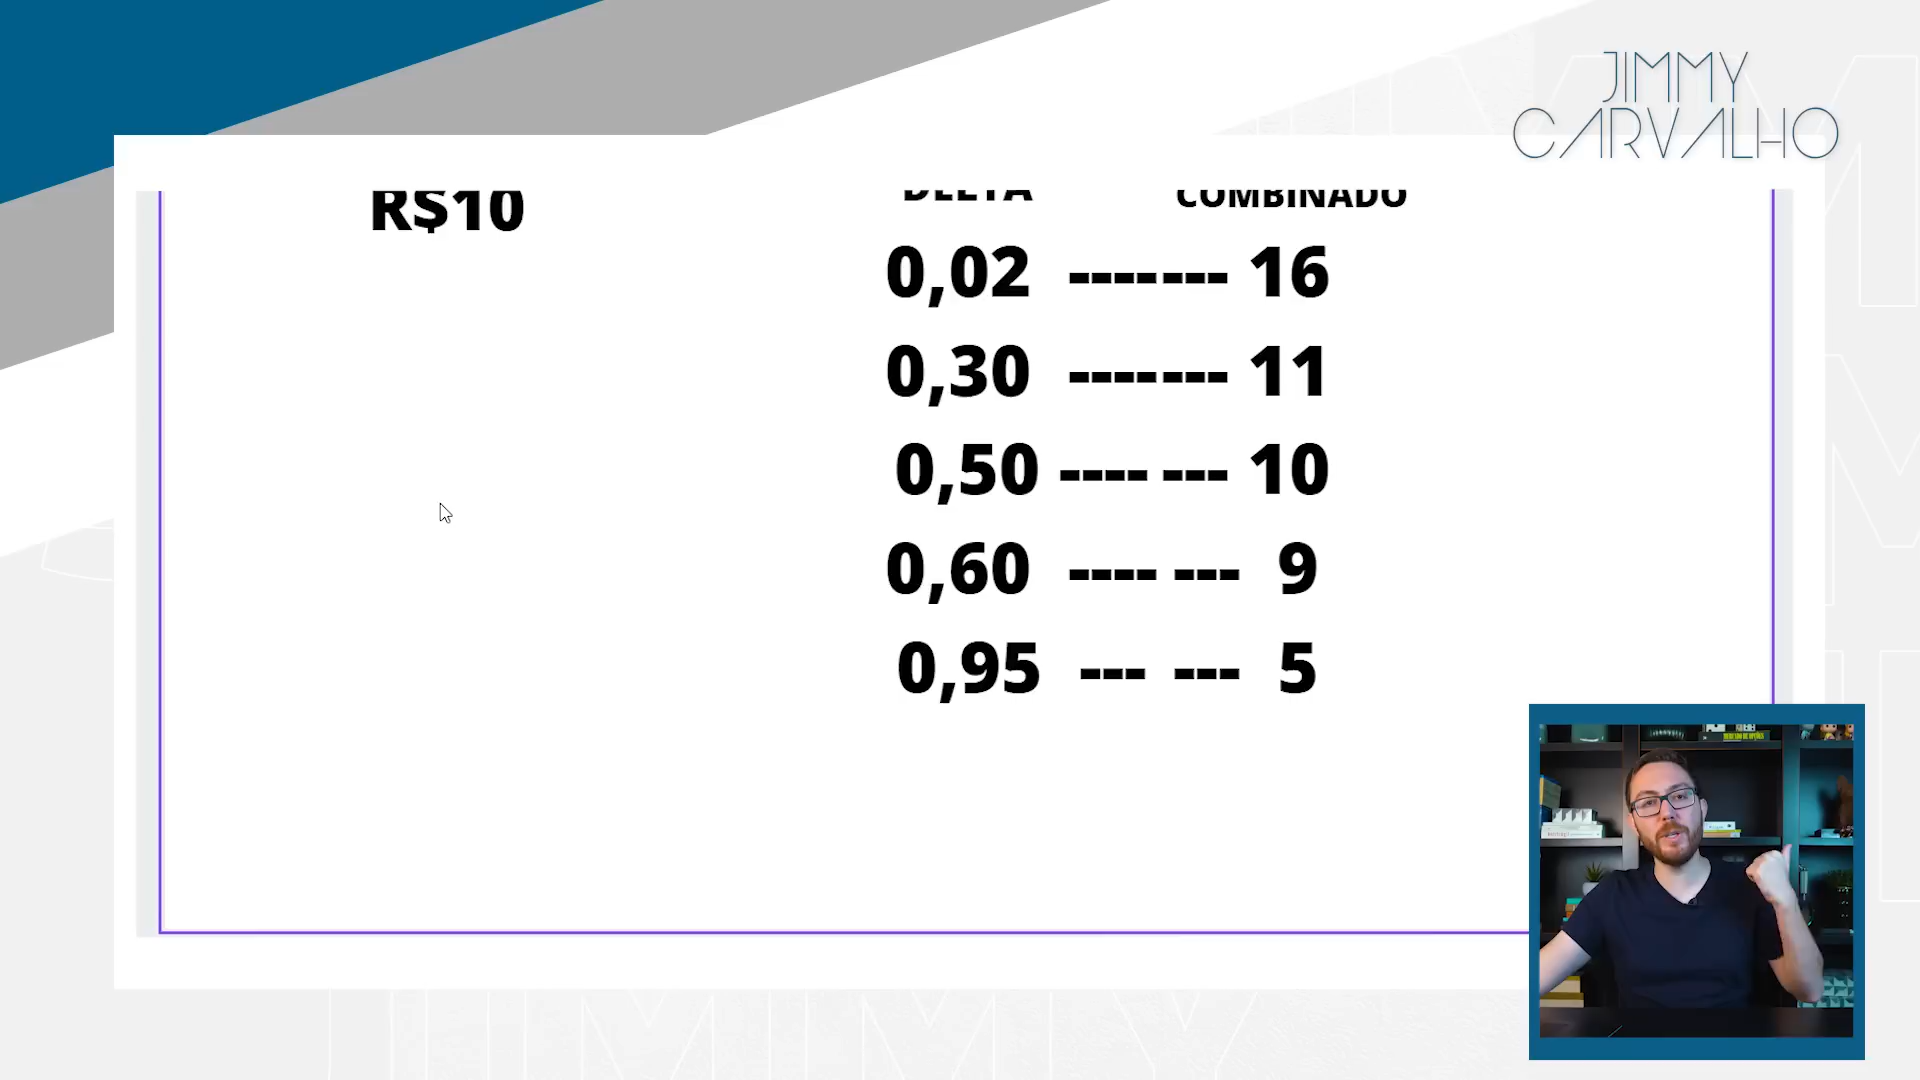 JIMMY
CARVALHO
R$10
DELTA COMBINADO
0,02 ------- 16
0,30 ------- 11
0,50 ---- --- 10
0,60 ---- --- 9
0,95 --- --- 5